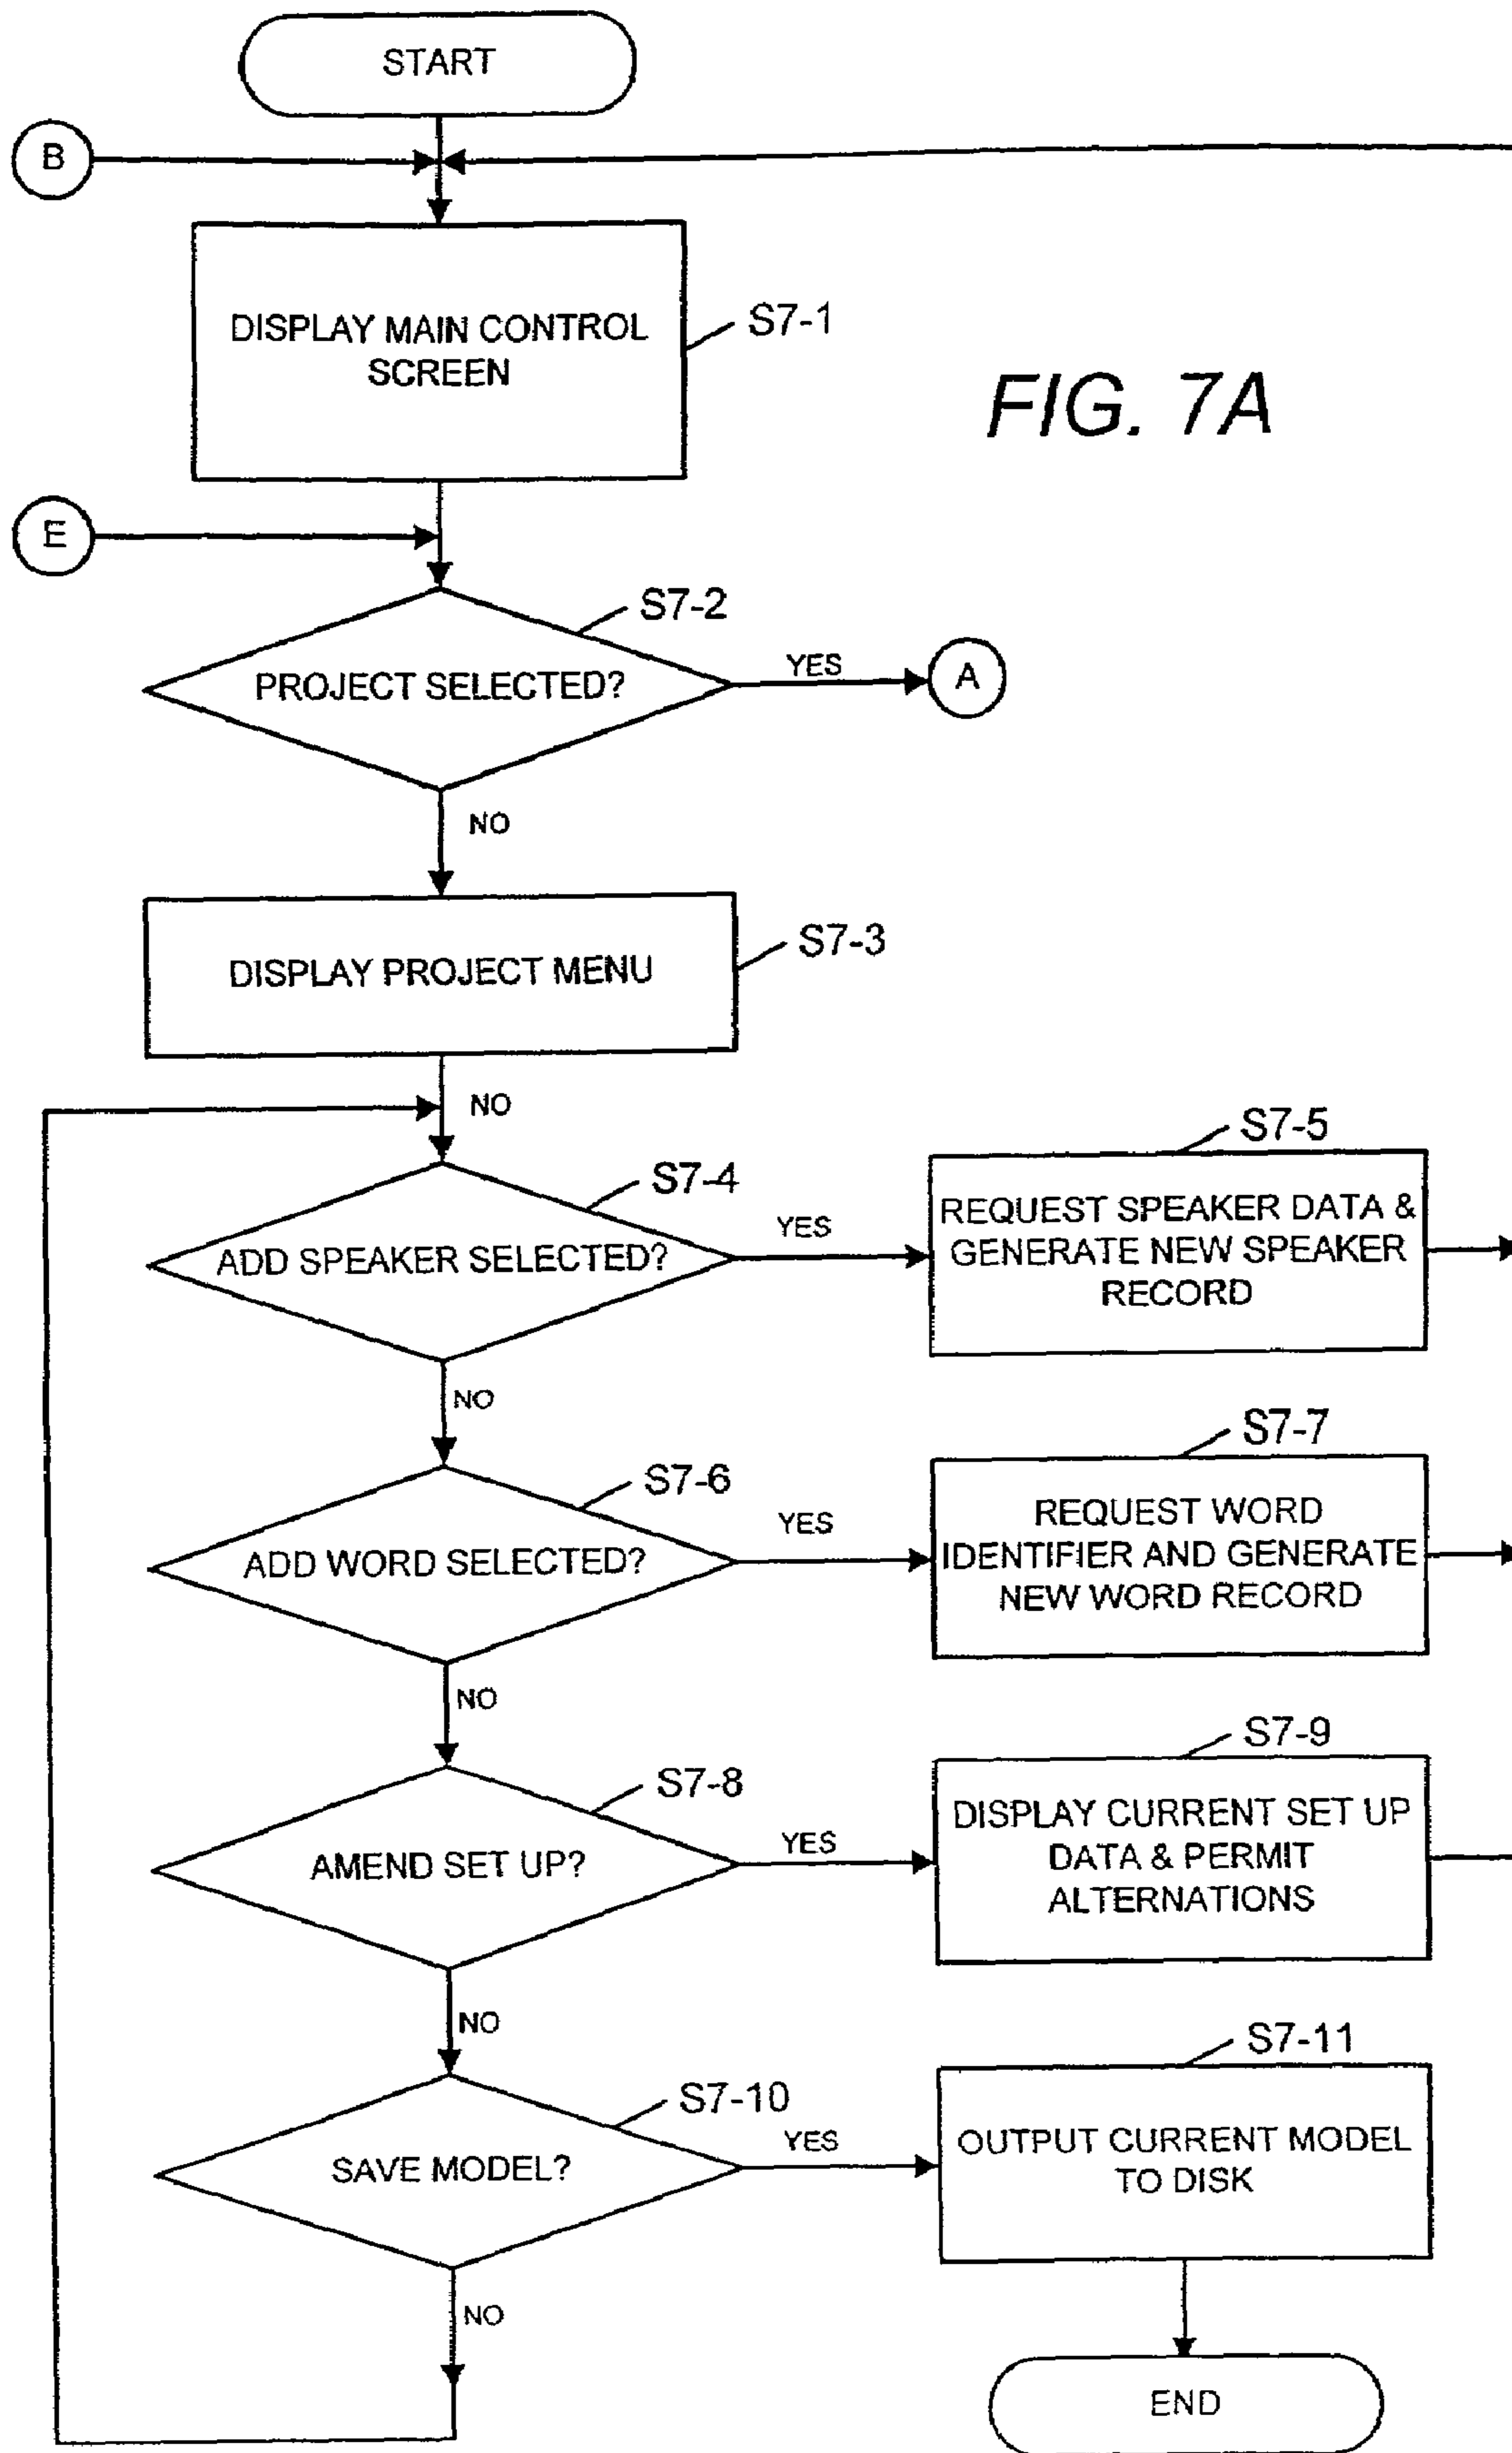 START
B
DISPLAY MAIN CONTROL
SCREEN
S7-1
FIG. 7A
E
S7-2
PROJECT SELECTED?
YES
A
NO
DISPLAY PROJECT MENU
S7-3
NO
S7-4
ADD SPEAKER SELECTED?
YES
S7-5
REQUEST SPEAKER DATA &
GENERATE NEW SPEAKER
RECORD
NO
S7-6
ADD WORD SELECTED?
YES
S7-7
REQUEST WORD
IDENTIFIER AND GENERATE
NEW WORD RECORD
NO
S7-8
AMEND SET UP?
YES
S7-9
DISPLAY CURRENT SET UP
DATA & PERMIT
ALTERNATIONS
NO
S7-10
SAVE MODEL?
YES
S7-11
OUTPUT CURRENT MODEL
TO DISK
NO
END